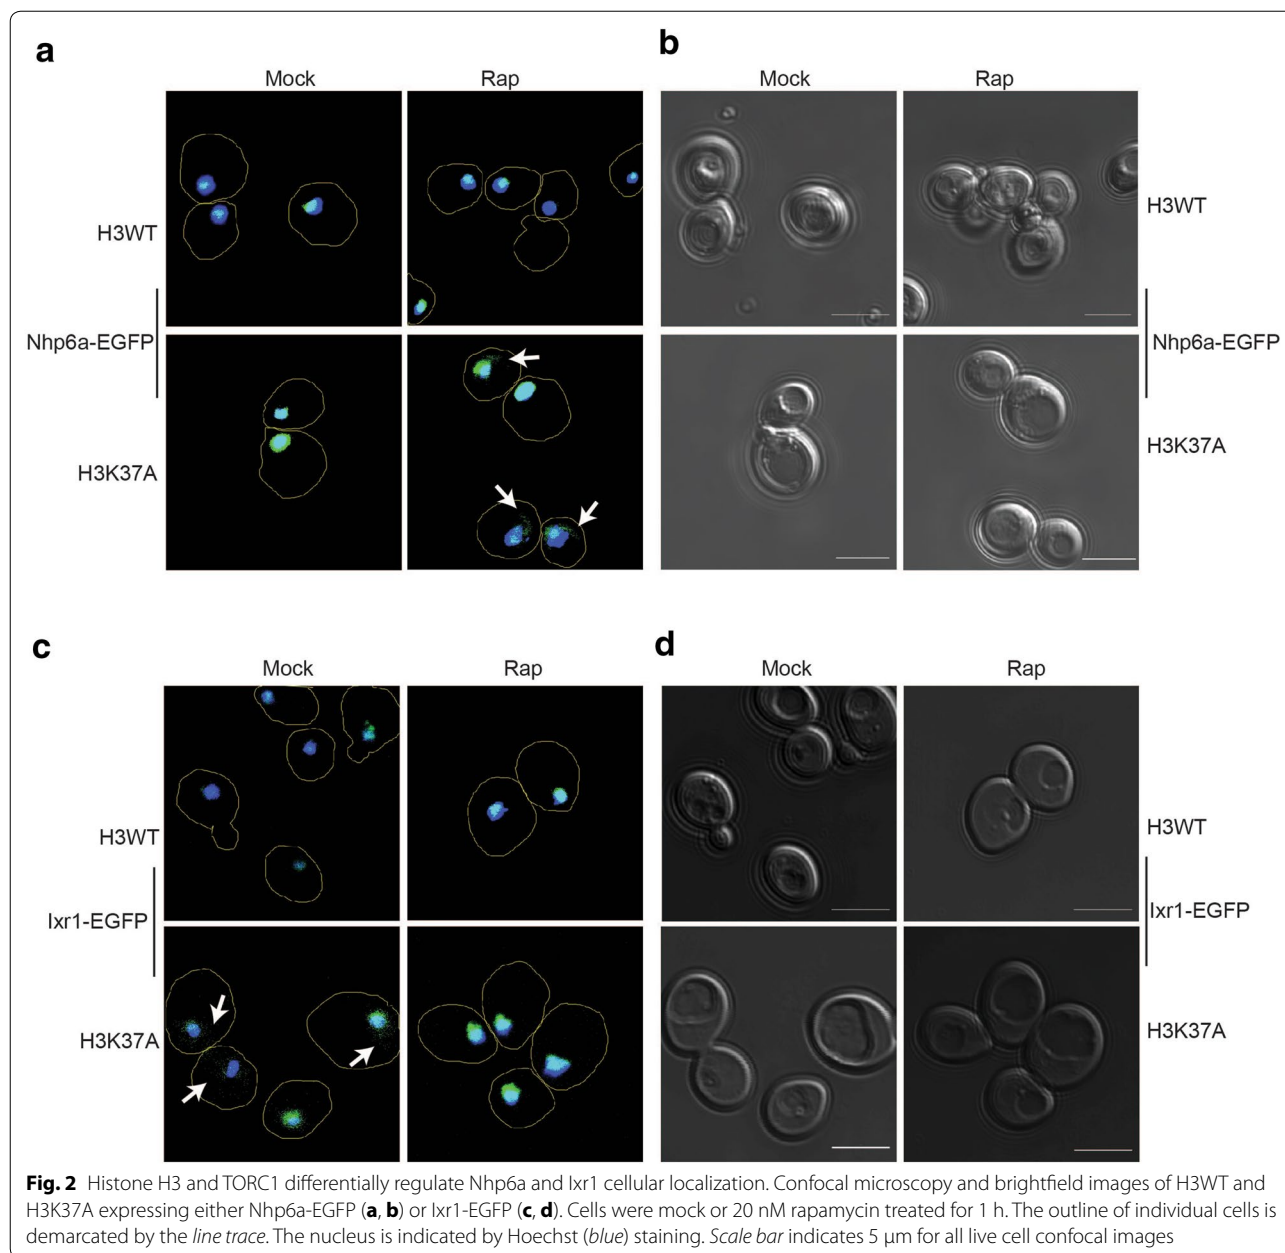 a
Mock Rap
H3WT
Nhp6a-EGFP
H3K37A
b
Mock Rap
H3WT
Nhp6a-EGFP
H3K37A
c
Mock Rap
H3WT
Ixr1-EGFP
H3K37A
d
Mock Rap
H3WT
Ixr1-EGFP
H3K37A
Fig. 2 Histone H3 and TORC1 differentially regulate Nhp6a and Ixr1 cellular localization. Confocal microscopy and brightfield images of H3WT and
H3K37A expressing either Nhp6a-EGFP (a, b) or Ixr1-EGFP (c, d). Cells were mock or 20 nM rapamycin treated for 1 h. The outline of individual cells is
demarcated by the line trace. The nucleus is indicated by Hoechst (blue) staining. Scale bar indicates 5 µm for all live cell confocal images